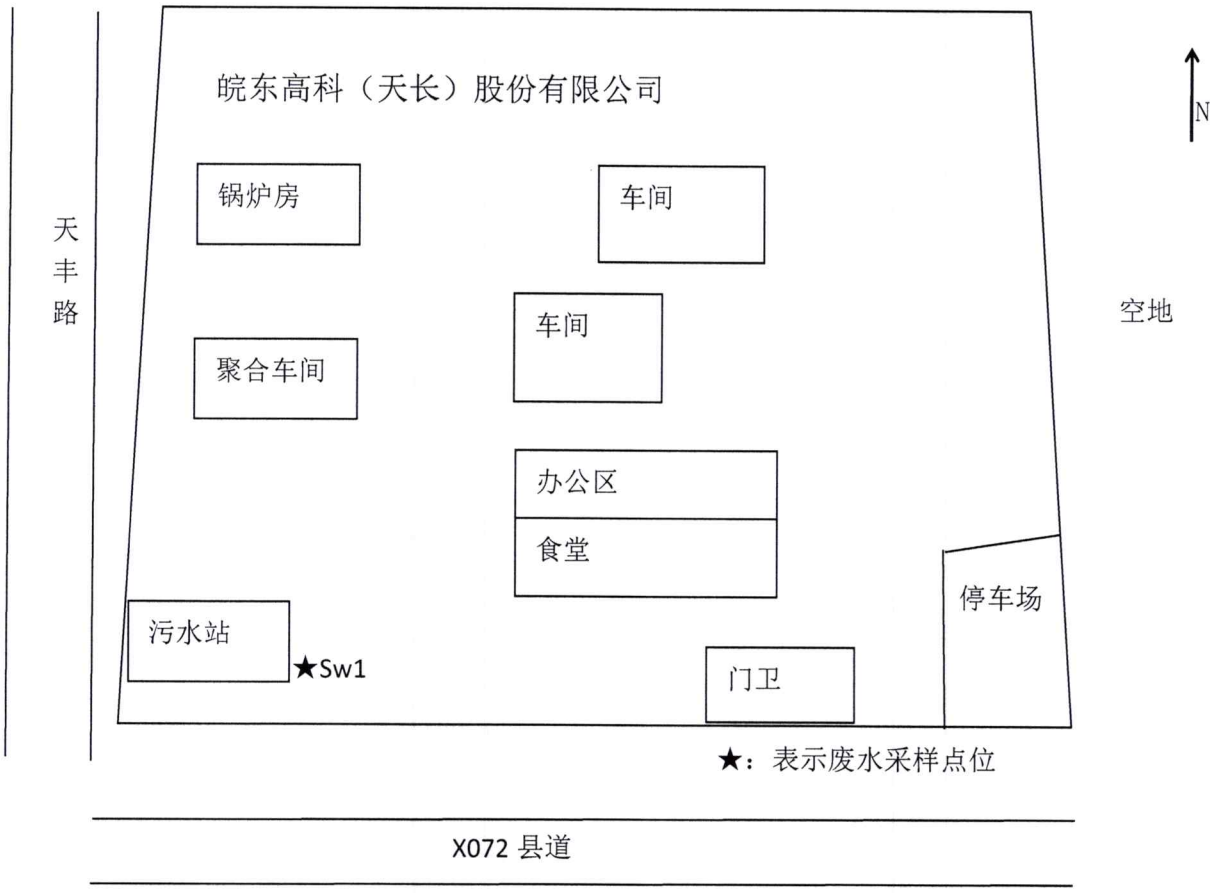 皖东高科（天长）股份有限公司
N
锅炉房
车间
天丰路
空地
车间
聚合车间
办公区
食堂
停车场
污水站
★Sw1
门卫
★：表示废水采样点位
X072 县道